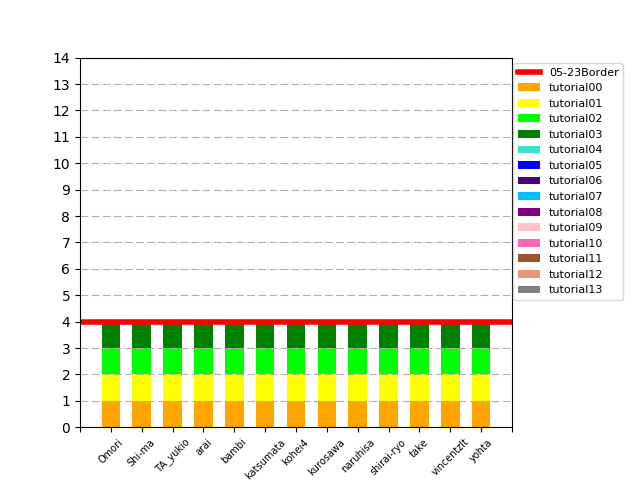 14
13
12
11
10
9
8
7
6
5
4
3
2
1
0
Omori
Shi-ma
TA_yukio
arai
bambi
katsumata
kohei4
kurosawa
naruhisa
shirai-ryo
take
vincentzlt
yohta
05-23Border
tutorial00
tutorial01
tutorial02
tutorial03
tutorial04
tutorial05
tutorial06
tutorial07
tutorial08
tutorial09
tutorial10
tutorial11
tutorial12
tutorial13